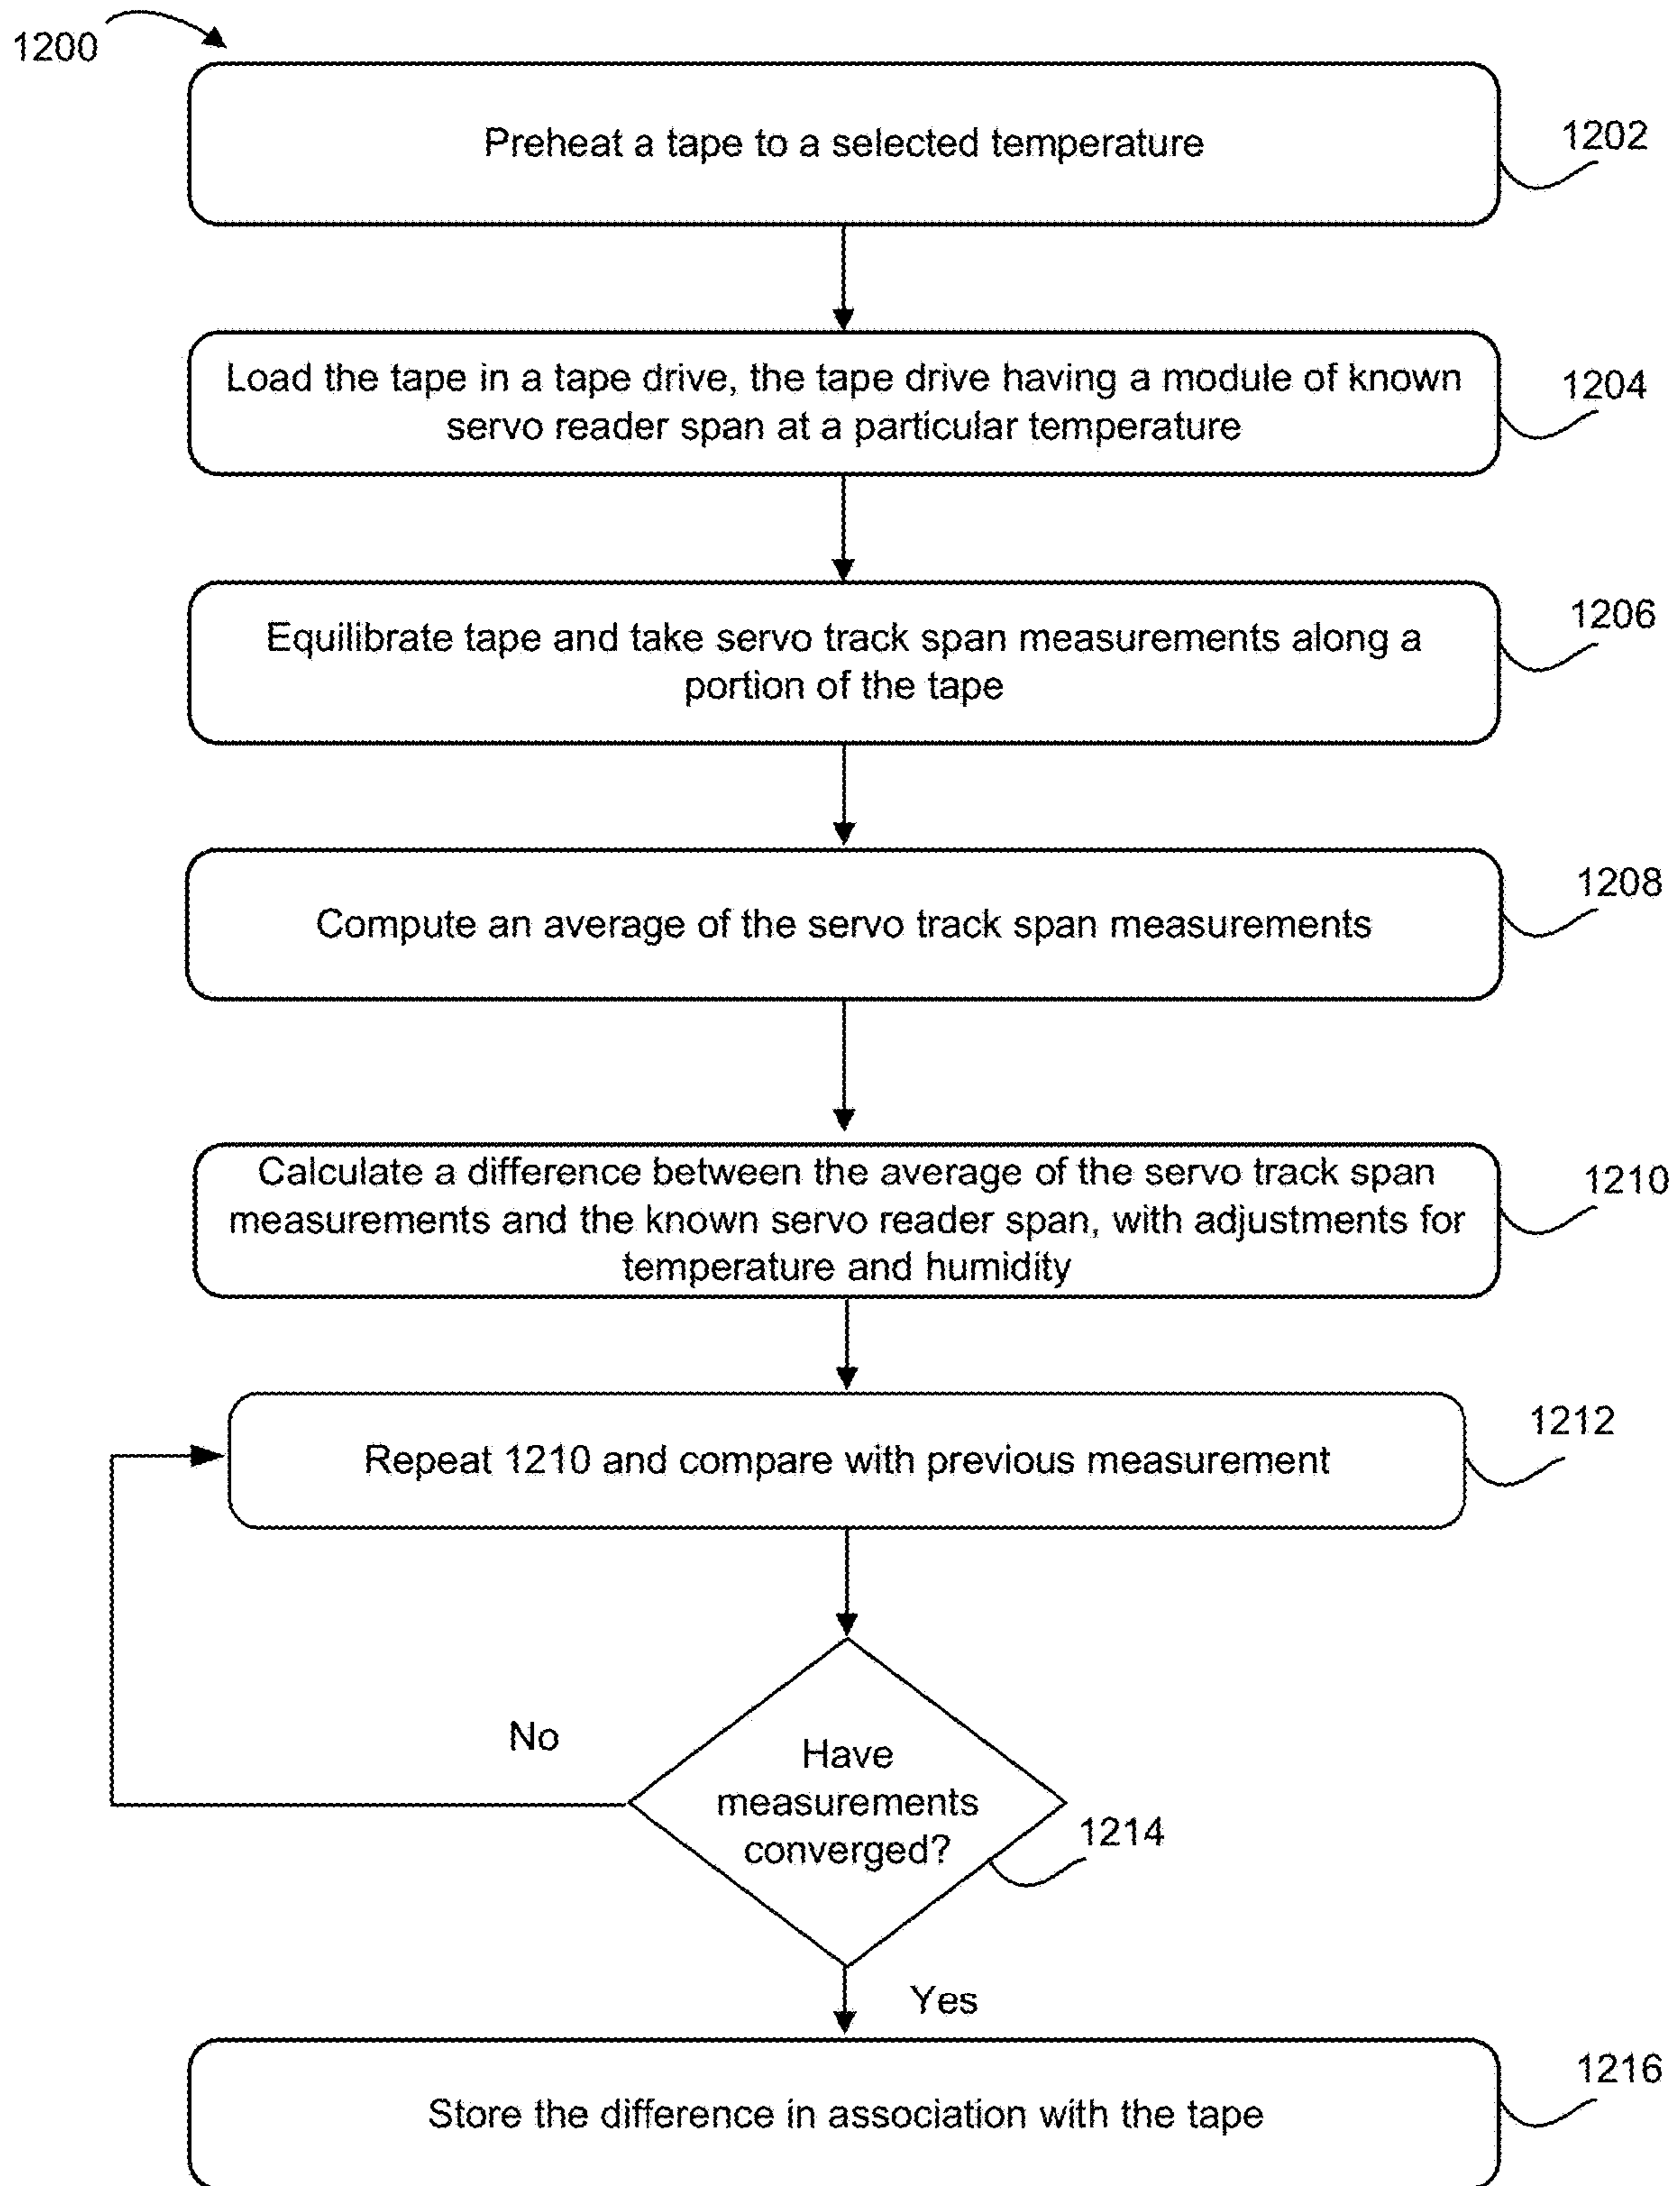 1200
Preheat a tape to a selected temperature
1202
Load the tape in a tape drive, the tape drive having a module of known
servo reader span at a particular temperature
1204
Equilibrate tape and take servo track span measurements along a
portion of the tape
1206
Compute an average of the servo track span measurements
1208
Calculate a difference between the average of the servo track span
measurements and the known servo reader span, with adjustments for
temperature and humidity
1210
Repeat 1210 and compare with previous measurement
1212
No
Have
measurements
converged?
1214
Yes
Store the difference in association with the tape
1216